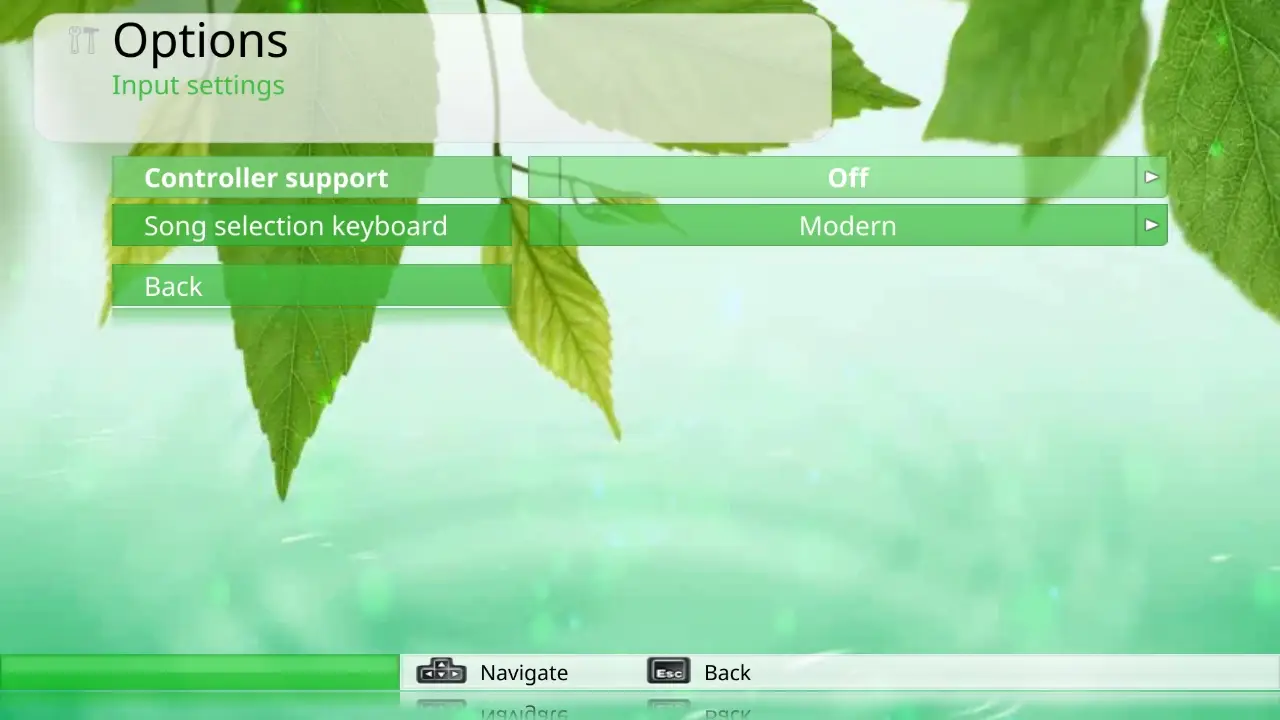 Options
Input settings
Controller support Off
Song selection keyboard Modern
Back
Navigate Esc Back